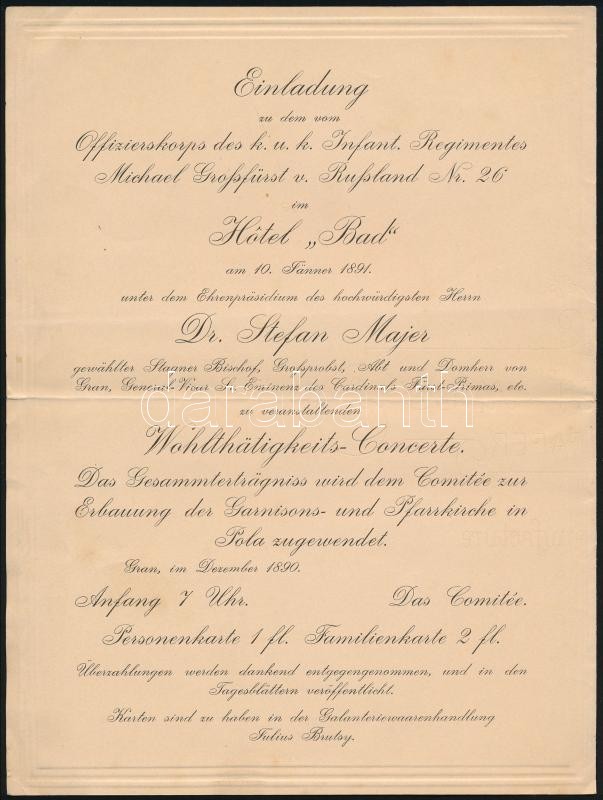 Einladung
zu dem vom
Offizierskorps des k. u. k. Infant. Regimentes
Michael Großfürst v. Rußland Nr. 26
im
Hôtel „Bad“
am 10. Jänner 1891.
unter dem Ehrenpräsidium des hochwürdigsten Herrn
Dr. Stefan Majer
gewählter Skaaner Bischof, Großprobst, Abt und Domherr von
Gran, General-Vicar Sr. Eminenz des Cardinals Fürst-Primas, etc.
zu veranstaltenden
darabanth
Wohlthätigkeits-Concerte.
Das Gesammterträgniss wird dem Comitée zur
Erbauung der Garnisons- und Pfarrkirche in
Pola zugewendet.
Gran, im Dezember 1890.
Anfang 7 Uhr. Das Comitée.
Personenkarte 1 fl. Familienkarte 2 fl.
Überzahlungen werden dankend entgegengenommen, und in den
Tagesblättern veröffentlicht.
Karten sind zu haben in der Galanteriewaarenhandlung
Julius Brutsy.